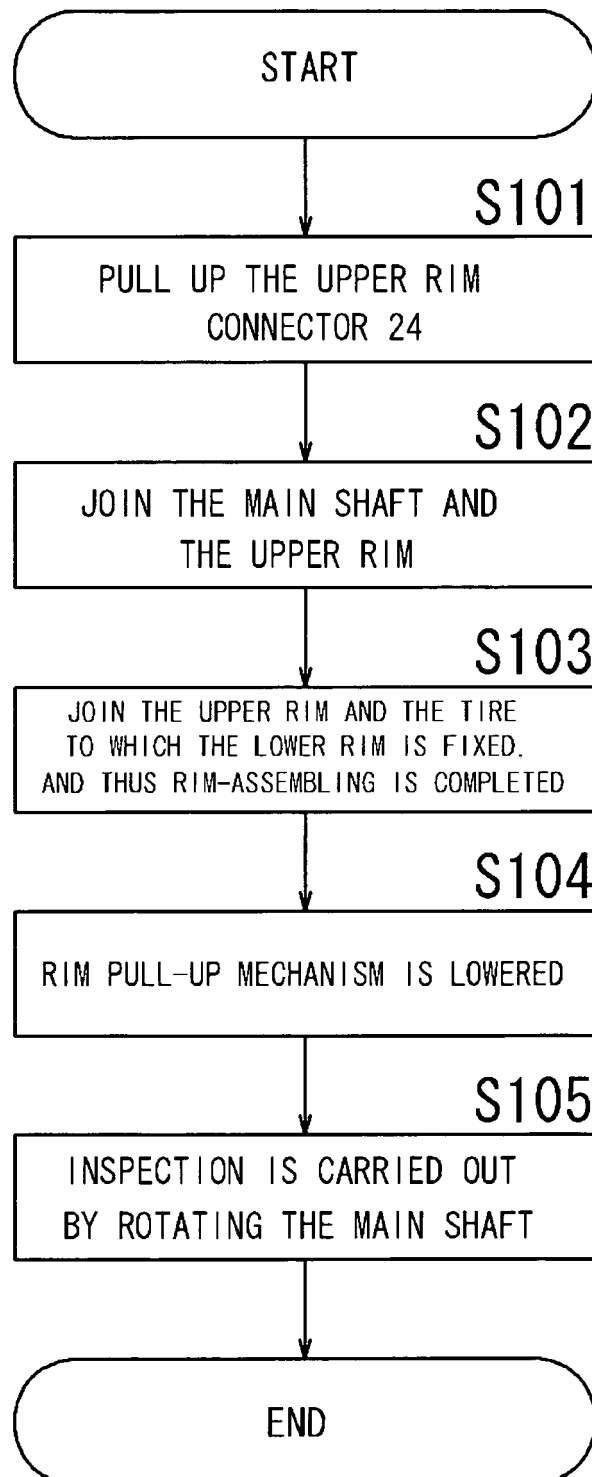 START
S101
PULL UP THE UPPER RIM
CONNECTOR 24
S102
JOIN THE MAIN SHAFT AND
THE UPPER RIM
S103
JOIN THE UPPER RIM AND THE TIRE
TO WHICH THE LOWER RIM IS FIXED.
AND THUS RIM-ASSEMBLING IS COMPLETED
S104
RIM PULL-UP MECHANISM IS LOWERED
S105
INSPECTION IS CARRIED OUT
BY ROTATING THE MAIN SHAFT
END